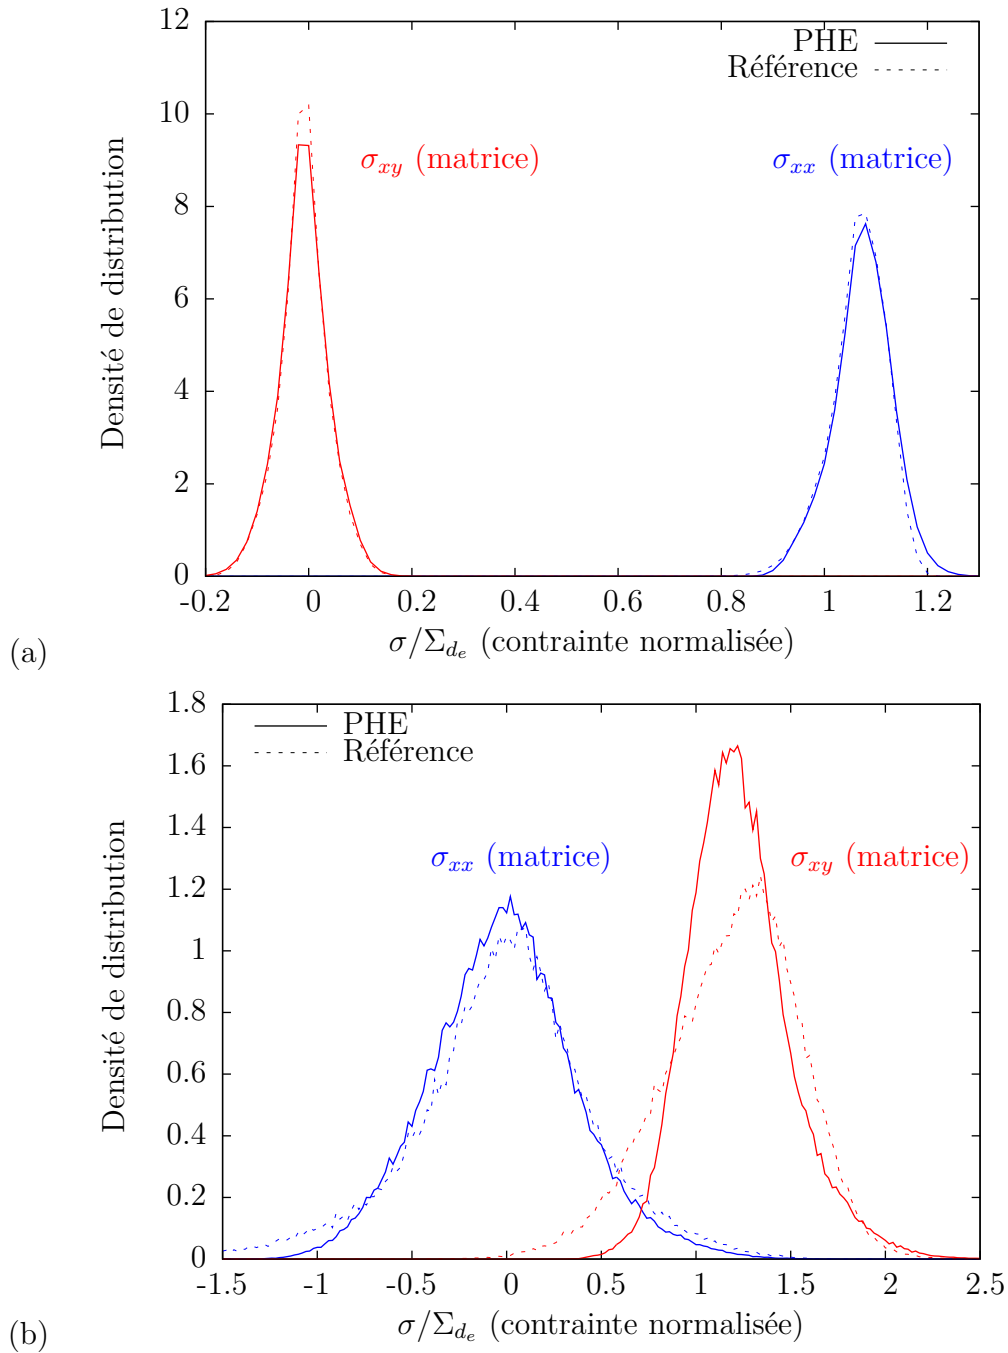 12
10
8
6
4
2
0
Densité de distribution
PHE
Référence
σxy (matrice)
σxx (matrice)
-0.2 0 0.2 0.4 0.6 0.8 1 1.2
σ/Σde (contrainte normalisée)
(a)
1.8
1.6
1.4
1.2
1
0.8
0.6
0.4
0.2
0
Densité de distribution
PHE
Référence
σxx (matrice)
σxy (matrice)
-1.5 -1 -0.5 0 0.5 1 1.5 2 2.5
σ/Σde (contrainte normalisée)
(b)